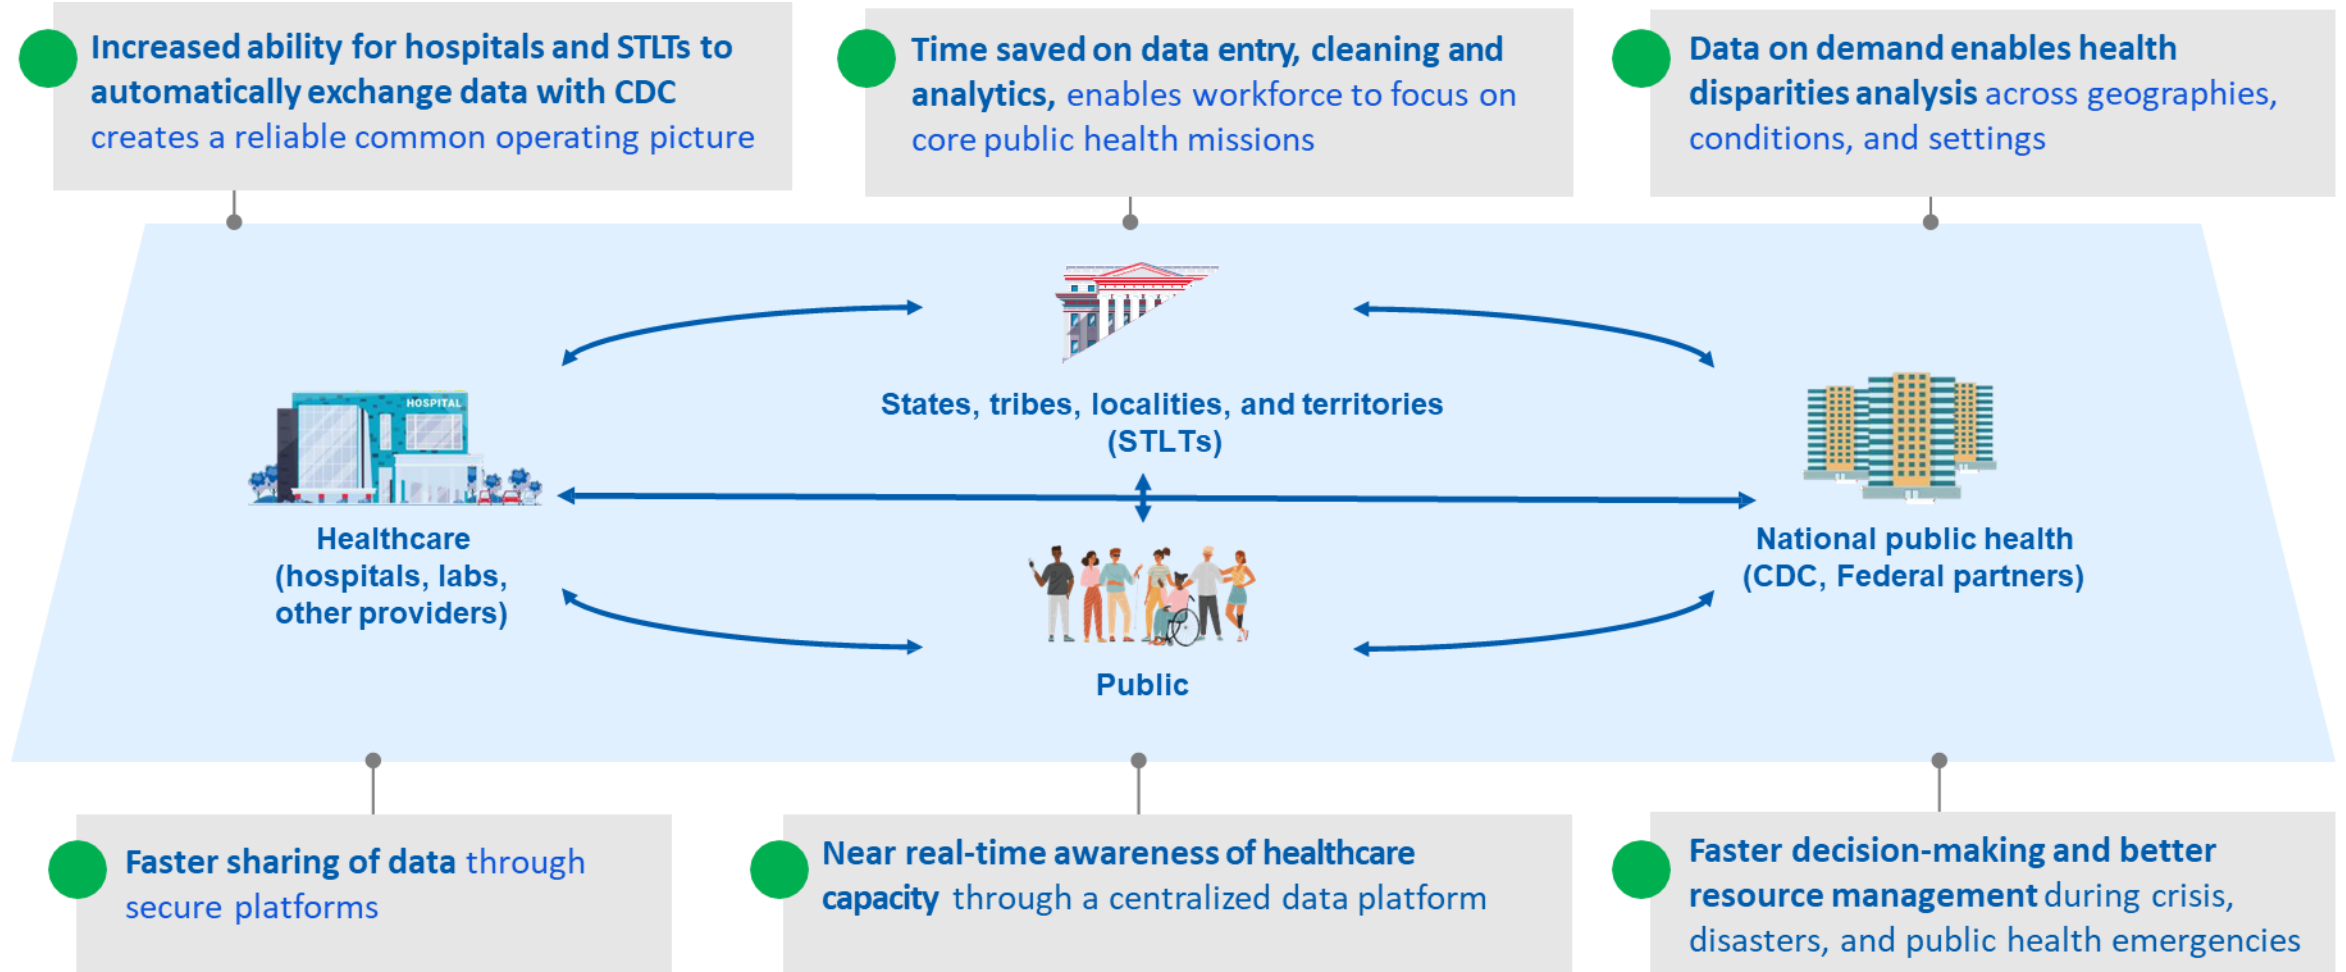 Increased ability for hospitals and STLTs to
automatically exchange data with CDC
creates a reliable common operating picture
Time saved on data entry, cleaning and
analytics, enables workforce to focus on
core public health missions
Data on demand enables health
disparities analysis across geographies,
conditions, and settings
States, tribes, localities, and territories
(STLTs)
HOSPITAL
Healthcare
(hospitals, labs,
other providers)
National public health
(CDC, Federal partners)
Public
Faster sharing of data through
secure platforms
Near real-time awareness of healthcare
capacity through a centralized data platform
Faster decision-making and better
resource management during crisis,
disasters, and public health emergencies